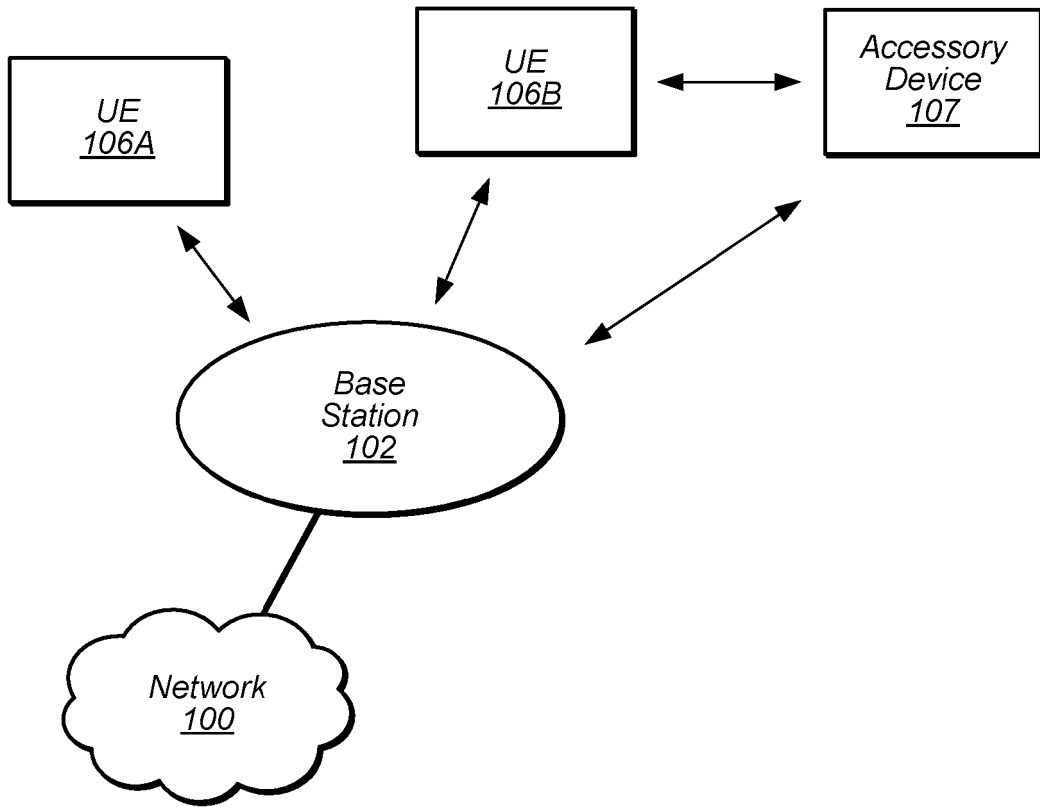 UE
106A
UE
106B
Accessory
Device
107
Base
Station
102
Network
100